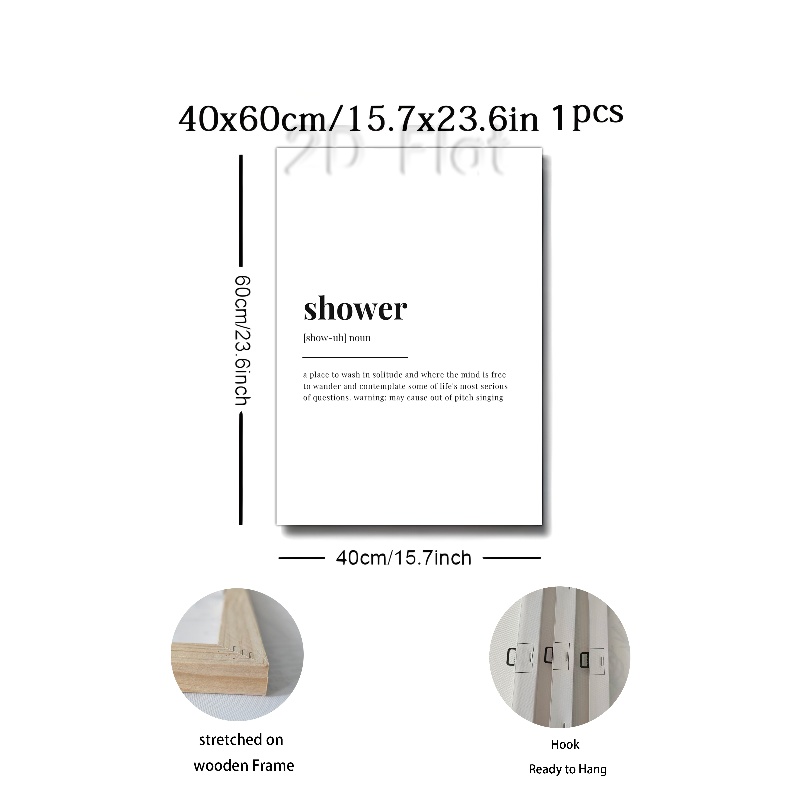 40x60cm/15.7x23.6in 1pcs
2D Flat
60cm/23.6inch
shower
[show-uh] noun
a place to wash in solitude and where the mind is free
to wander and contemplate some of life's most serious
of questions. warning: may cause out of pitch singing
40cm/15.7inch
stretched on
wooden Frame
Hook
Ready to Hang